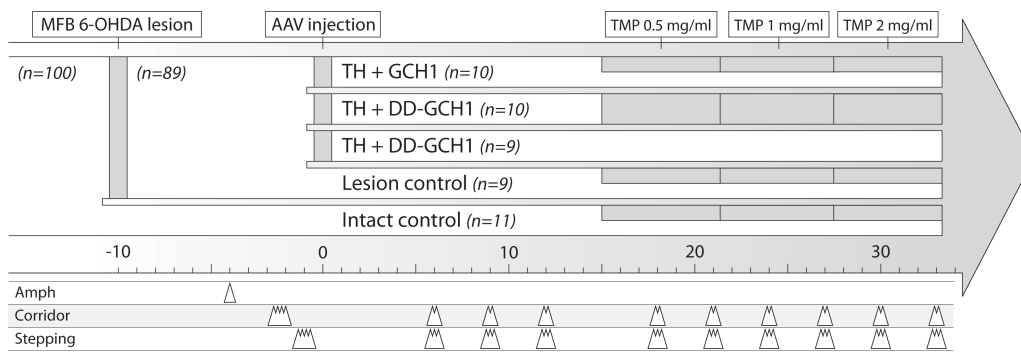 MFB 6-OHDA lesion AAV injection TMP 0.5 mg/ml TMP 1 mg/ml TMP 2 mg/ml
(n=100) (n=89) TH + GCH1 (n=10)
TH + DD-GCH1 (n=10)
TH + DD-GCH1 (n=9)
Lesion control (n=9)
Intact control (n=11)
-10 0 10 20 30
Amph
Corridor
Stepping